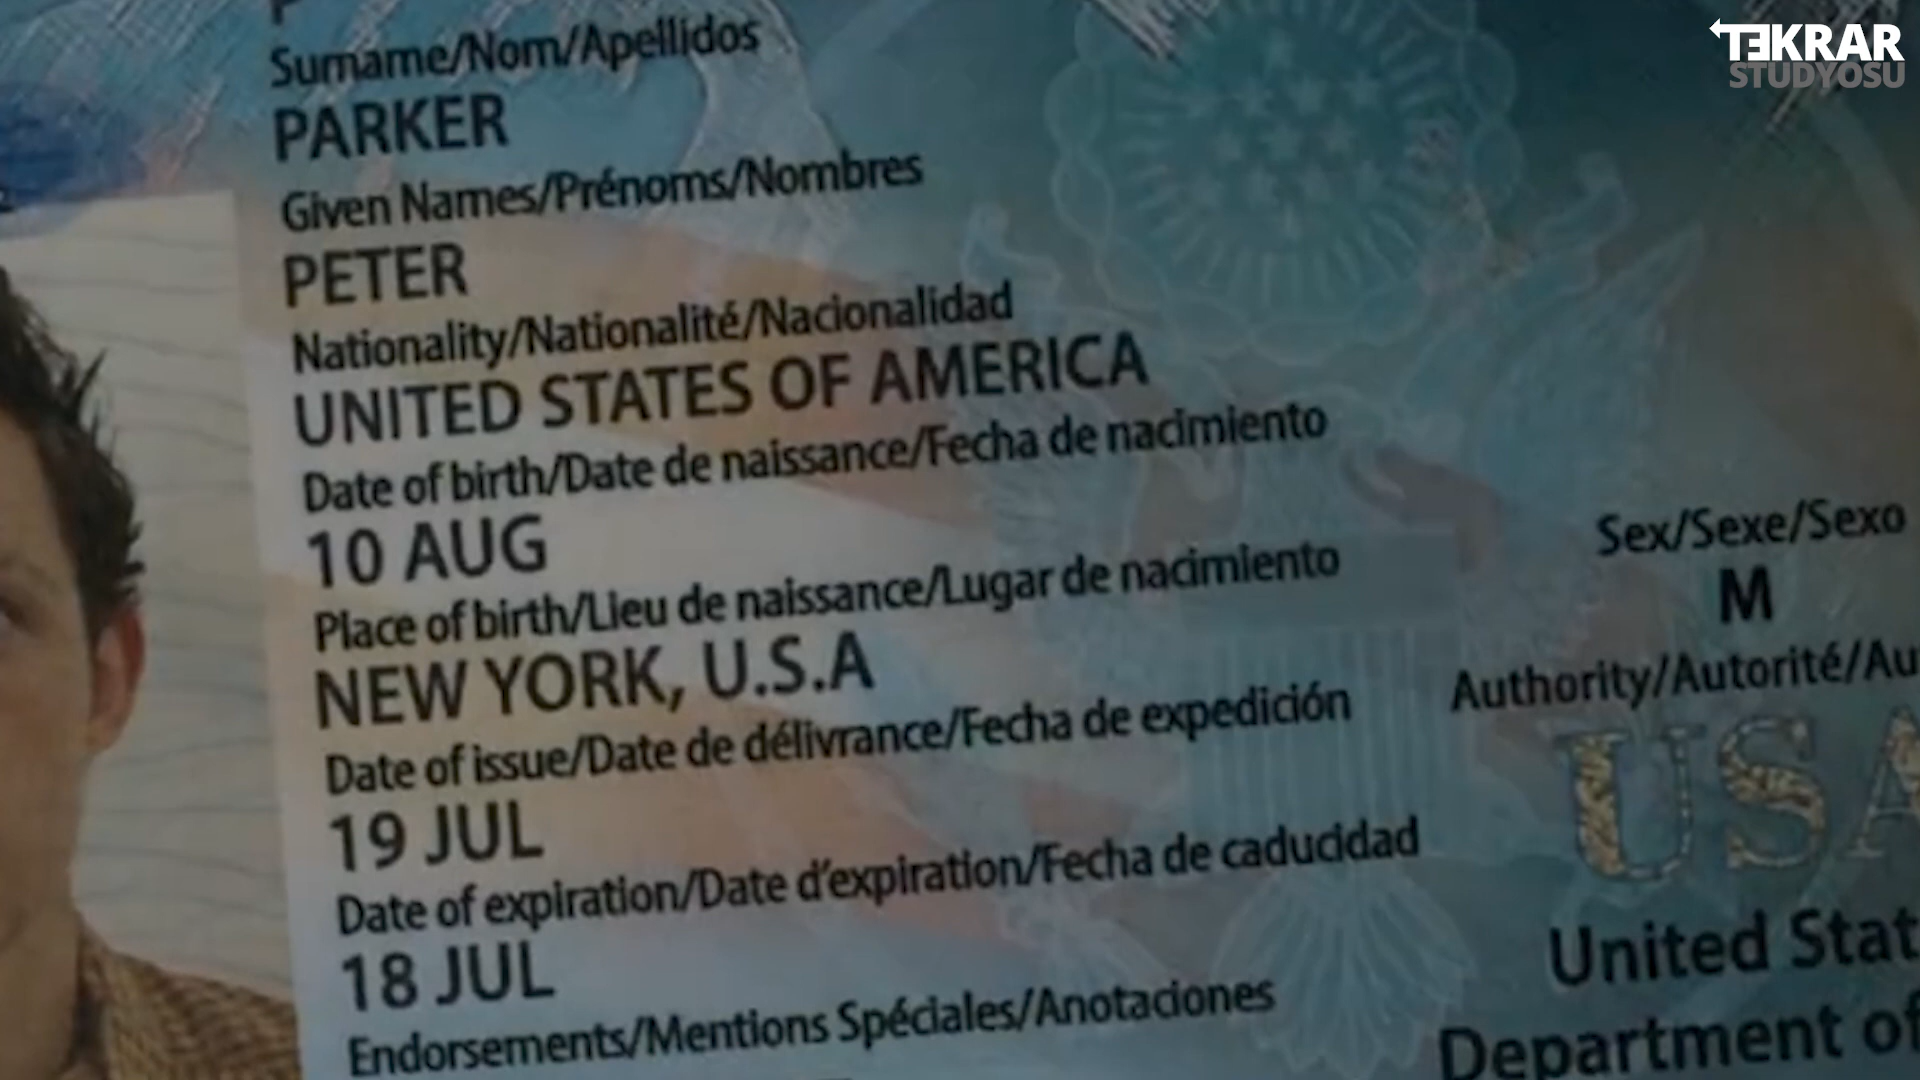 TEKRAR
STUDYOSU
Surname/Nom/Apellidos
PARKER
Given Names/Prénoms/Nombres
PETER
Nationality/Nationalité/Nacionalidad
UNITED STATES OF AMERICA
Date of birth/Date de naissance/Fecha de nacimiento
10 AUG
Place of birth/Lieu de naissance/Lugar de nacimiento
NEW YORK, U.S.A
Date of issue/Date de délivrance/Fecha de expedición
19 JUL
Date of expiration/Date d'expiration/Fecha de caducidad
18 JUL
Endorsements/Mentions Spéciales/Anotaciones
Sex/Sexe/Sexo
M
Authority/Autorité/Au
USA
United Stat
Department of